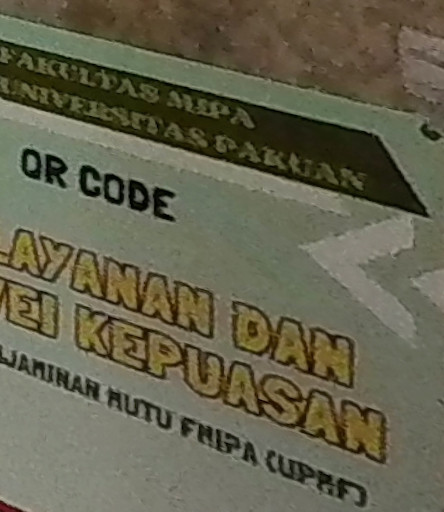 FAKULTAS MIPA
UNIVERSITAS PAKUAN
QR CODE
LAYANAN DAN
VEI KEPUASAN
JAMINAN MUTU FMIPA (UPMF)